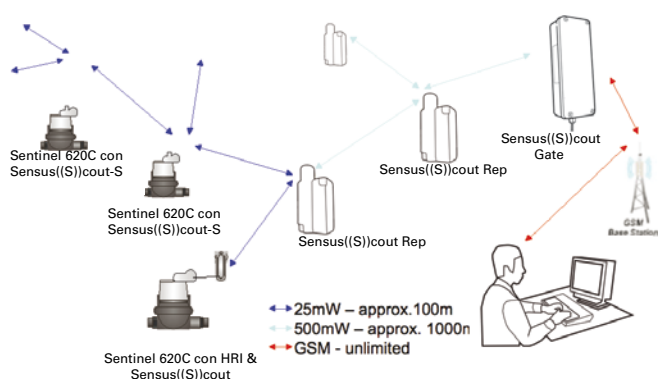 Sensus((S))cout
Gate
Sentinel 620C con
Sensus((S))cout-S
Sensus((S))cout Rep
Sentinel 620C con
Sensus((S))cout-S
GSM
Base Station
Sensus((S))cout Rep
25mW – approx.100m
500mW – approx. 1000n
GSM - unlimited
Sentinel 620C con HRI &
Sensus((S))cout